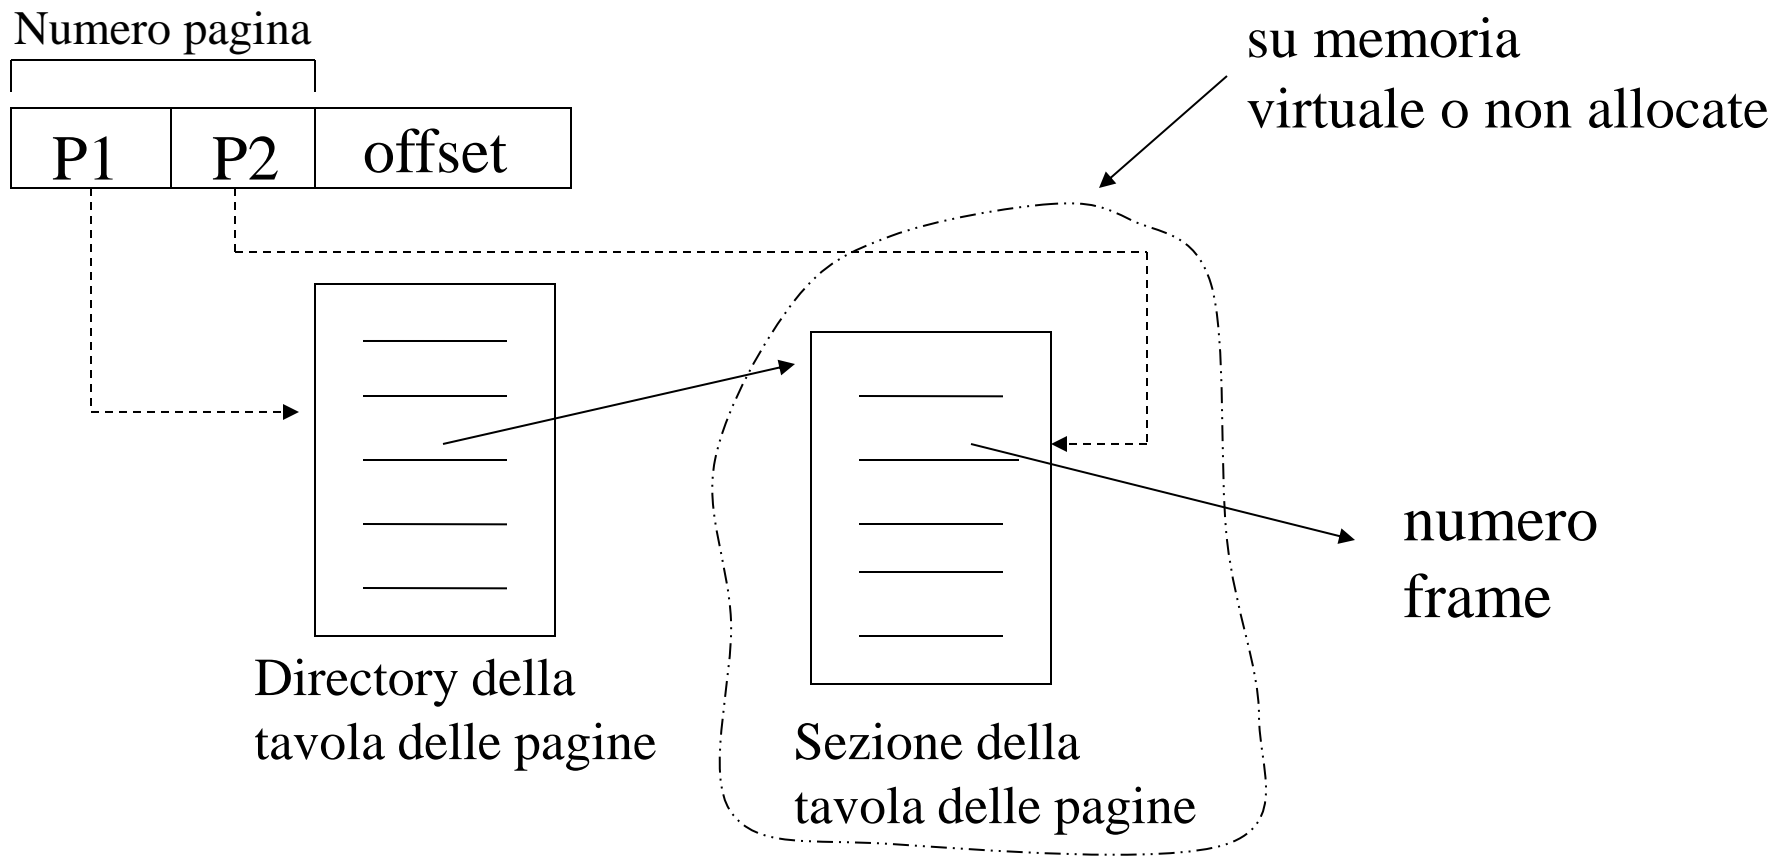 Numero pagina
P1 P2 offset
su memoria
virtuale o non allocate
numero
frame
Directory della
tavola delle pagine
Sezione della
tavola delle pagine